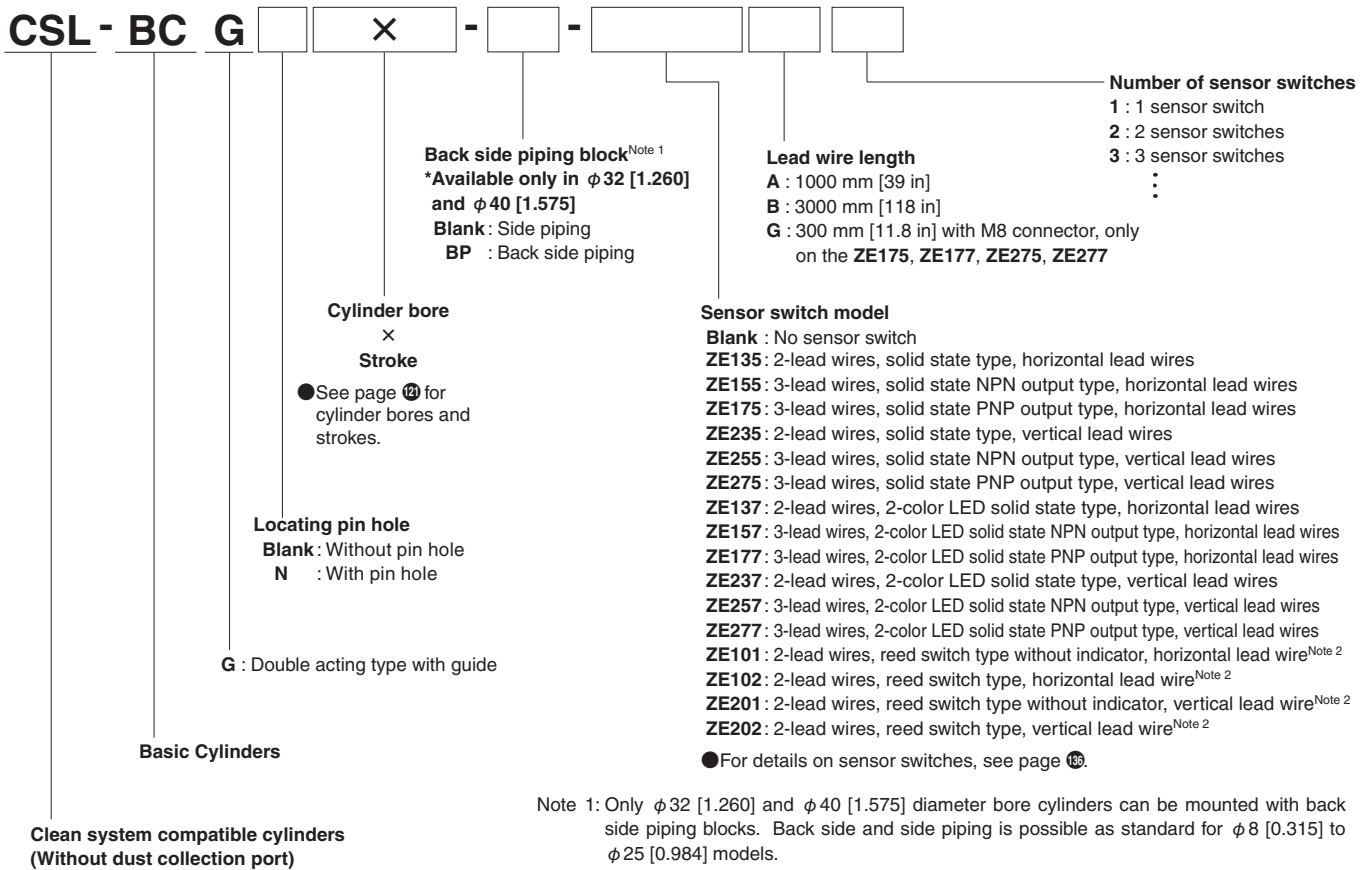 CSL - BC G × - -
Number of sensor switches
1 : 1 sensor switch
2 : 2 sensor switches
3 : 3 sensor switches
⋮
Back side piping block Note 1
*Available only in φ32 [1.260]
and φ40 [1.575]
Blank : Side piping
BP : Back side piping
Lead wire length
A : 1000 mm [39 in]
B : 3000 mm [118 in]
G : 300 mm [11.8 in] with M8 connector, only
on the ZE175, ZE177, ZE275, ZE277
Cylinder bore
×
Stroke
●See page 121 for
cylinder bores and
strokes.
Sensor switch model
Blank : No sensor switch
ZE135 : 2-lead wires, solid state type, horizontal lead wires
ZE155 : 3-lead wires, solid state NPN output type, horizontal lead wires
ZE175 : 3-lead wires, solid state PNP output type, horizontal lead wires
ZE235 : 2-lead wires, solid state type, vertical lead wires
ZE255 : 3-lead wires, solid state NPN output type, vertical lead wires
ZE275 : 3-lead wires, solid state PNP output type, vertical lead wires
ZE137 : 2-lead wires, 2-color LED solid state type, horizontal lead wires
ZE157 : 3-lead wires, 2-color LED solid state NPN output type, horizontal lead wires
ZE177 : 3-lead wires, 2-color LED solid state PNP output type, horizontal lead wires
ZE237 : 2-lead wires, 2-color LED solid state type, vertical lead wires
ZE257 : 3-lead wires, 2-color LED solid state NPN output type, vertical lead wires
ZE277 : 3-lead wires, 2-color LED solid state PNP output type, vertical lead wires
ZE101 : 2-lead wires, reed switch type without indicator, horizontal lead wire Note 2
ZE102 : 2-lead wires, reed switch type, horizontal lead wire Note 2
ZE201 : 2-lead wires, reed switch type without indicator, vertical lead wire Note 2
ZE202 : 2-lead wires, reed switch type, vertical lead wire Note 2
●For details on sensor switches, see page 136.
Locating pin hole
Blank : Without pin hole
N : With pin hole
G : Double acting type with guide
Basic Cylinders
Clean system compatible cylinders
(Without dust collection port)
Note 1: Only φ32 [1.260] and φ40 [1.575] diameter bore cylinders can be mounted with back
side piping blocks. Back side and side piping is possible as standard for φ8 [0.315] to
φ25 [0.984] models.